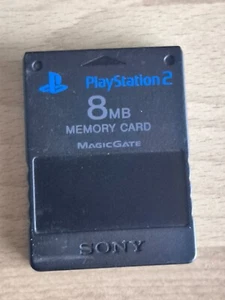 PlayStation 2
8MB
MEMORY CARD
MAGICGATE
SONY